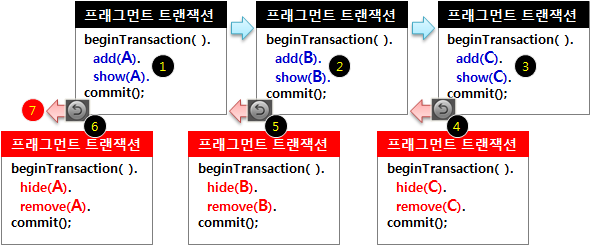 프래그먼트 트랜잭션
beginTransaction( ).
add(A).
show(A).
commit();
1
프래그먼트 트랜잭션
beginTransaction( ).
add(B).
show(B).
commit();
2
프래그먼트 트랜잭션
beginTransaction( ).
add(C).
show(C).
commit();
3
7
6
프래그먼트 트랜잭션
beginTransaction( ).
hide(A).
remove(A).
commit();
5
프래그먼트 트랜잭션
beginTransaction( ).
hide(B).
remove(B).
commit();
4
프래그먼트 트랜잭션
beginTransaction( ).
hide(C).
remove(C).
commit();